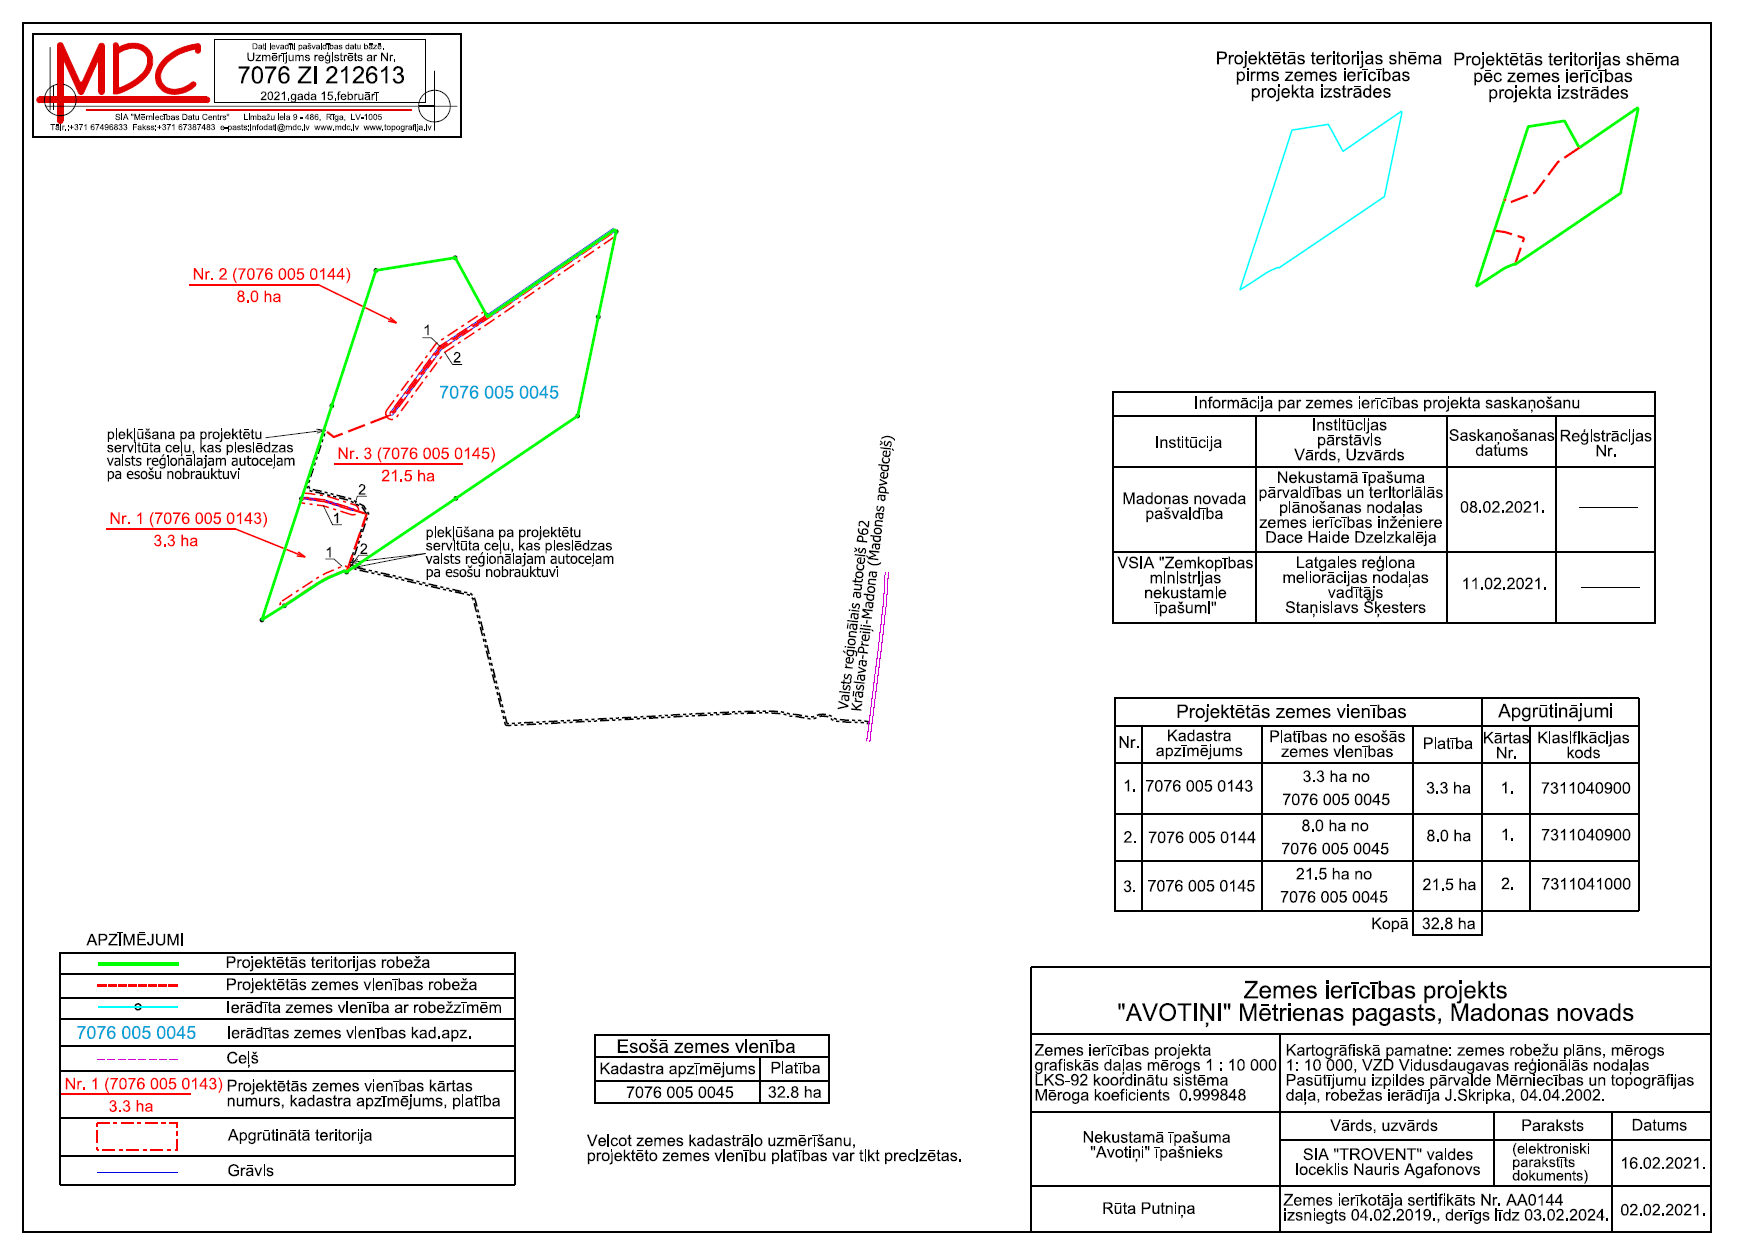 MDC
Dati ievadīti pašvaldības datu bāzē.
Uzmērījums reģistrēts ar Nr.
7076 ZI 212613
2021.gada 15.februārī
SIA "Mērniecības Datu Centrs" Limbažu iela 9 - 486, Rīga, LV-1005
Tālr.:+371 67496833 Fakss:+371 67387483 e-pasts:infodati@mdc.lv www.mdc.lv www.topografija.lv
Projektētās teritorijas shēma
pirms zemes ierīcības
projekta izstrādes
Projektētās teritorijas shēma
pēc zemes ierīcības
projekta izstrādes
Nr. 2 (7076 005 0144)
8.0 ha
1
2
7076 005 0045
piekļūšana pa projektētu
servitūta ceļu, kas pieslēdzas
valsts reģionālajam autoceļam
pa esošu nobrauktuvi
Nr. 3 (7076 005 0145)
21.5 ha
2
1
Nr. 1 (7076 005 0143)
3.3 ha
1
2
piekļūšana pa projektētu
servitūta ceļu, kas pieslēdzas
valsts reģionālajam autoceļam
pa esošu nobrauktuvi
Valsts reģionālais autoceļš P62
Krāslava-Preiļi-Madona (Madonas apvedceļš)
Informācija par zemes ierīcības projekta saskaņošanu
Institūcija
Institūcijas
pārstāvis
Vārds, Uzvārds
Saskaņošanas
datums
Reģistrācijas
Nr.
Madonas novada
pašvaldība
Nekustamā īpašuma
pārvaldības un teritoriālās
plānošanas nodaļas
zemes ierīcības inženiere
Dace Haide Dzelzkalēja
08.02.2021.
VSIA "Zemkopības
ministrijas
nekustamie
īpašumi"
Latgales reģiona
meliorācijas nodaļas
vadītājs
Staņislavs Šķesters
11.02.2021.
Projektētās zemes vienības
Apgrūtinājumi
Nr.
Kadastra
apzīmējums
Platības no esošās
zemes vienības
Platība
Kārtas
Nr.
Klasifikācijas
kods
1. 7076 005 0143
3.3 ha no
7076 005 0045
3.3 ha 1. 7311040900
2. 7076 005 0144
8.0 ha no
7076 005 0045
8.0 ha 1. 7311040900
3. 7076 005 0145
21.5 ha no
7076 005 0045
21.5 ha 2. 7311041000
Kopā 32.8 ha
APZĪMĒJUMI
Projektētās teritorijas robeža
Projektētās zemes vienības robeža
Ierādīta zemes vienība ar robežzīmēm
7076 005 0045 Ierādītas zemes vienības kad.apz.
Ceļš
Nr. 1 (7076 005 0143)
3.3 ha
Projektētās zemes vienības kārtas
numurs, kadastra apzīmējums, platība
Apgrūtinātā teritorija
Grāvis
Esošā zemes vienība
Kadastra apzīmējums Platība
7076 005 0045 32.8 ha
Veicot zemes kadastrālo uzmērīšanu,
projektēto zemes vienību platības var tikt precizētas.
Zemes ierīcības projekts
"AVOTIŅI" Mētrienas pagasts, Madonas novads
Zemes ierīcības projekta
grafiskās daļas mērogs 1 : 10 000
LKS-92 koordinātu sistēma
Mēroga koeficients 0.999848
Kartogrāfiskā pamatne: zemes robežu plāns, mērogs
1: 10 000, VZD Vidusdaugavas reģionālās nodaļas
Pasūtījumu izpildes pārvalde Mērniecības un topogrāfijas
daļa, robežas ierādīja J.Skripka, 04.04.2002.
Nekustamā īpašuma
"Avotiņi" īpašnieks
Vārds, uzvārds Paraksts Datums
SIA "TROVENT" valdes
loceklis Nauris Agafonovs
(elektroniski
parakstīts
dokuments)
16.02.2021.
Rūta Putniņa
Zemes ierīkotāja sertifikāts Nr. AA0144
izsniegts 04.02.2019., derīgs līdz 03.02.2024.
02.02.2021.